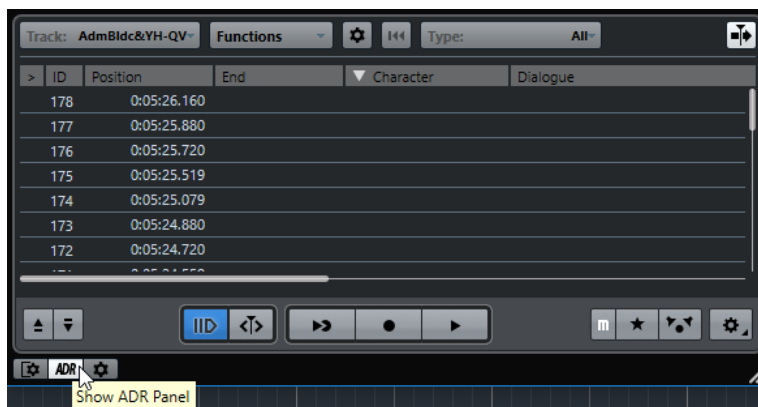 Track: AdmBldc&YH-QV Functions Type: All
> ID Position End Character Dialogue
178 0:05:26.160
177 0:05:25.880
176 0:05:25.720
175 0:05:25.519
174 0:05:25.079
173 0:05:24.880
172 0:05:24.720
m
ADR
Show ADR Panel